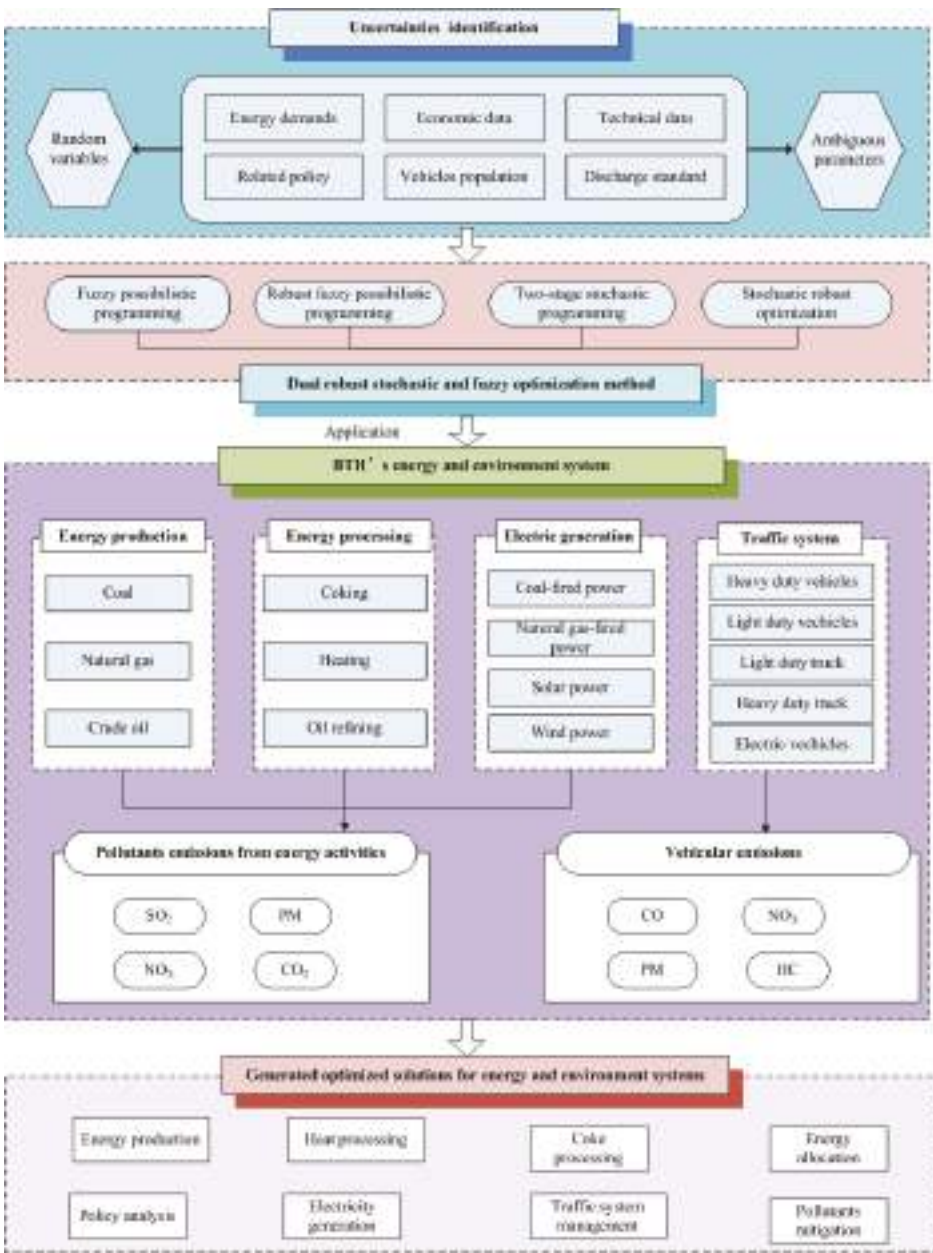 Uncertainties identification
Random
variables
Energy demands
Economic data
Technical data
Related policy
Vehicles population
Discharge standard
Ambiguous
parameters
Fuzzy possibilistic
programming
Robust fuzzy possibilistic
programming
Two-stage stochastic
programming
Stochastic robust
optimization
Dual robust stochastic and fuzzy optimization method
Application
BTH' s energy and environment system
Energy production
Coal
Natural gas
Crude oil
Energy processing
Coking
Heating
Oil refining
Electric generation
Coal-fired power
Natural gas-fired
power
Solar power
Wind power
Traffic system
Heavy duty vehicles
Light duty vechicles
Light duty truck
Heavy duty truck
Electric vechicles
Pollutants emissions from energy activities
SO₂
PM
NOₓ
CO₂
Vehicular emissions
CO
NOₓ
PM
HC
Generated optimized solutions for energy and environment systems
Energy production
Heat processing
Coke
processing
Energy
allocation
Policy analysis
Electricity
generation
Traffic system
management
Pollutants
mitigation